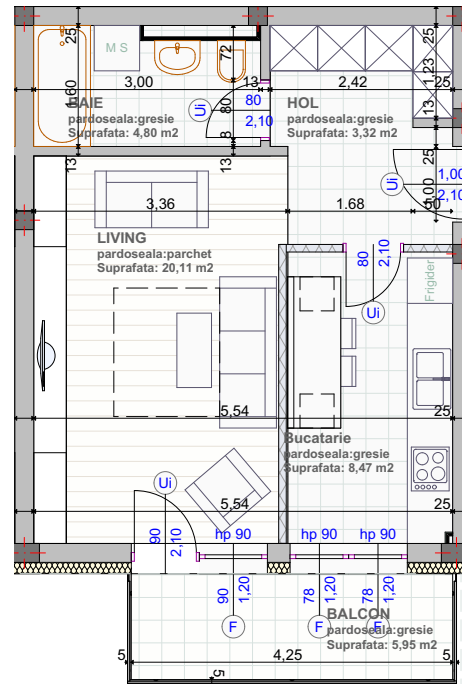 25
72
25
M S
3,00
13
2,42
25
1,23
1,60
BAIE
pardoseala:gresie
Suprafata: 4,80 m2
Ui
80
80
2,10
8
HOL
pardoseala:gresie
Suprafata: 3,32 m2
13
13
13
25
Ui
1,00
2,10
1,00
3,36
1.68
50
LIVING
pardoseala:parchet
Suprafata: 20,11 m2
80
2,10
Frigider
Ui
5,54
25
Bucatarie
pardoseala:gresie
Suprafata: 8,47 m2
Ui
5,54
25
90
2,10
hp 90
hp 90
hp 90
90
1,20
78
1,20
78
1,20
F
F
F
BALCON
pardoseala:gresie
Suprafata: 5,95 m2
5
4,25
5
5